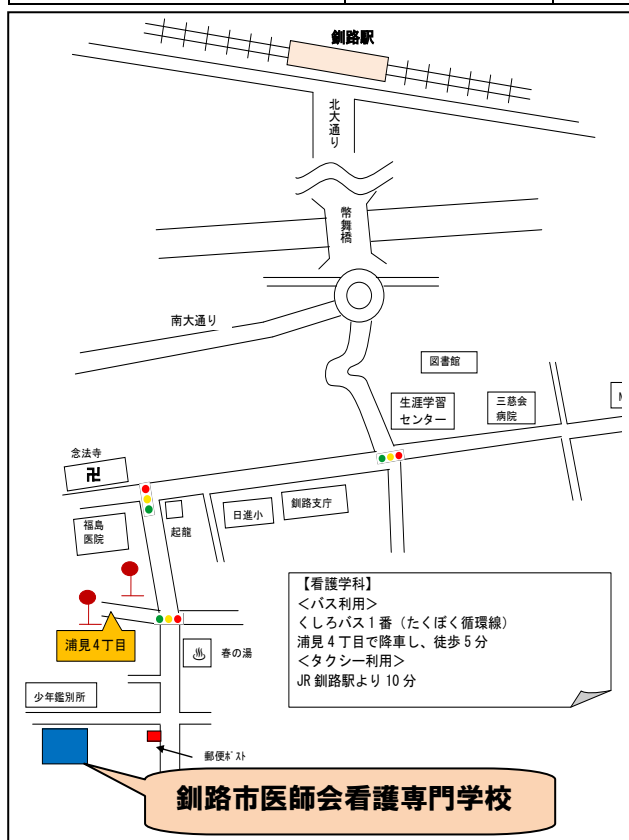 釧路駅
北大通り
幣舞橋
南大通り
図書館
生涯学習
センター
三慈会
病院
念法寺
卍
福島
医院
起龍
日進小
釧路支庁
【看護学科】
<バス利用>
くしろバス1番（たくぼく循環線）
浦見4丁目で降車し、徒歩5分
<タクシー利用>
JR釧路駅より10分
浦見4丁目
♨
春の湯
少年鑑別所
郵便ﾎﾟｽﾄ
釧路市医師会看護専門学校